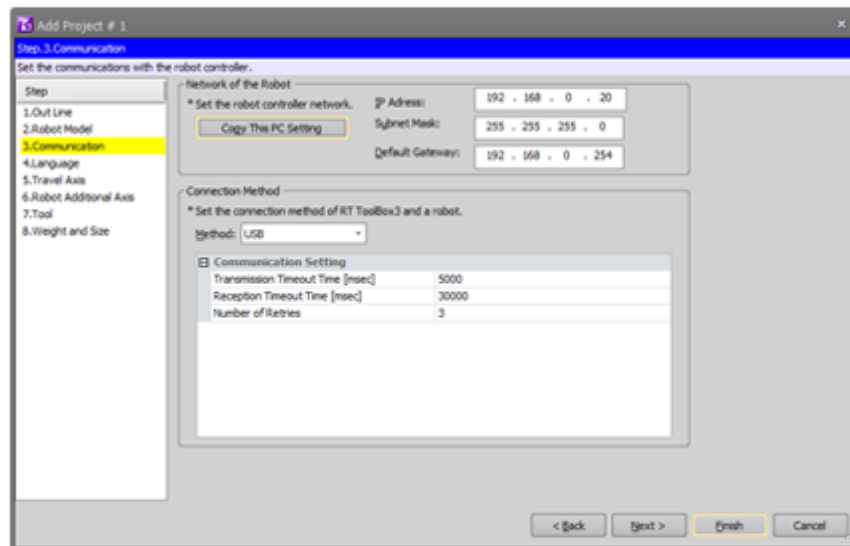 Add Project # 1
Step.3.Communication
Set the communications with the robot controller.
Step
1.Out Line
2.Robot Model
3.Communication
4.Language
5.Travel Axis
6.Robot Additional Axis
7.Tool
8.Weight and Size
Network of the Robot
* Set the robot controller network.
Copy This PC Setting
IP Adress:
192 . 168 . 0 . 20
Subnet Mask:
255 . 255 . 255 . 0
Default Gateway:
192 . 168 . 0 . 254
Connection Method
* Set the connection method of RT ToolBox3 and a robot.
Method: USB
Communication Setting
Transmission Timeout Time [msec] 5000
Reception Timeout Time [msec] 30000
Number of Retries 3
< Back Next > Finish Cancel